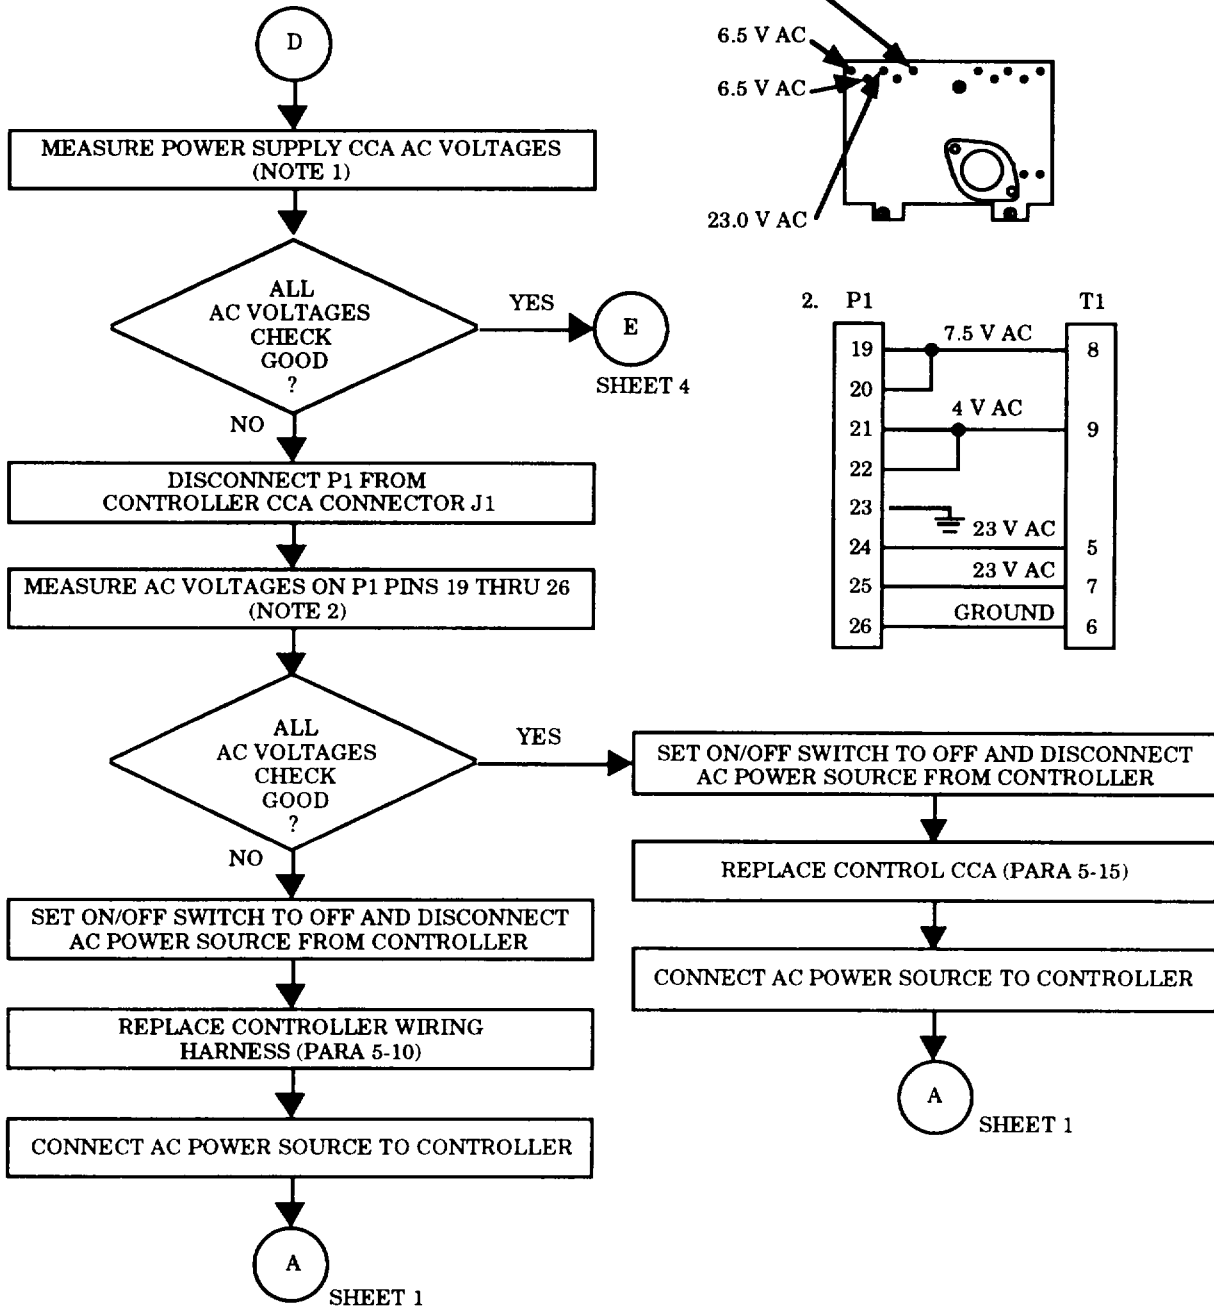 D
MEASURE POWER SUPPLY CCA AC VOLTAGES
(NOTE 1)
ALL
AC VOLTAGES
CHECK
GOOD
?
YES
E
SHEET 4
NO
DISCONNECT P1 FROM
CONTROLLER CCA CONNECTOR J1
MEASURE AC VOLTAGES ON P1 PINS 19 THRU 26
(NOTE 2)
ALL
AC VOLTAGES
CHECK
GOOD
?
YES
NO
SET ON/OFF SWITCH TO OFF AND DISCONNECT
AC POWER SOURCE FROM CONTROLLER
REPLACE CONTROLLER WIRING
HARNESS (PARA 5-10)
CONNECT AC POWER SOURCE TO CONTROLLER
A
SHEET 1
6.5 V AC
6.5 V AC
23.0 V AC
2. P1 T1
19 7.5 V AC 8
20
21 4 V AC 9
22
23
24 23 V AC 5
25 23 V AC 7
26 GROUND 6
SET ON/OFF SWITCH TO OFF AND DISCONNECT
AC POWER SOURCE FROM CONTROLLER
REPLACE CONTROL CCA (PARA 5-15)
CONNECT AC POWER SOURCE TO CONTROLLER
A
SHEET 1